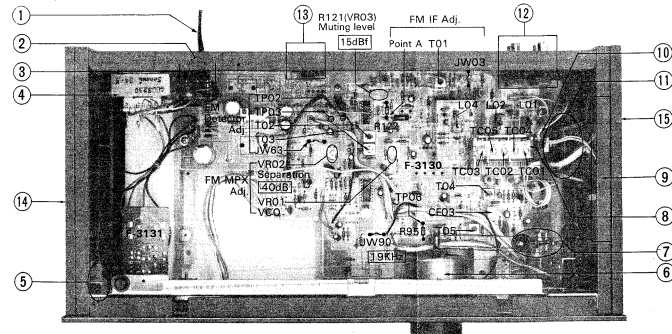 1
2
3
4
5
6
7
8
9
10
11
12
13
14
15
R121(VR03)
Muting level
15dBf
FM IF Adj.
Point A T01
JW03
TP02
TP01
T02
T03
JW63
FM
Detector
Adj.
VR02
Separation
40dB
FM MPX
Adj.
VR01
VCO
L04 L02 L01
TC05 TC04
TC03 TC02 TC01
T04
F-3130
TP06
CF03
R95 T05
JW90
19KHz
F-3131